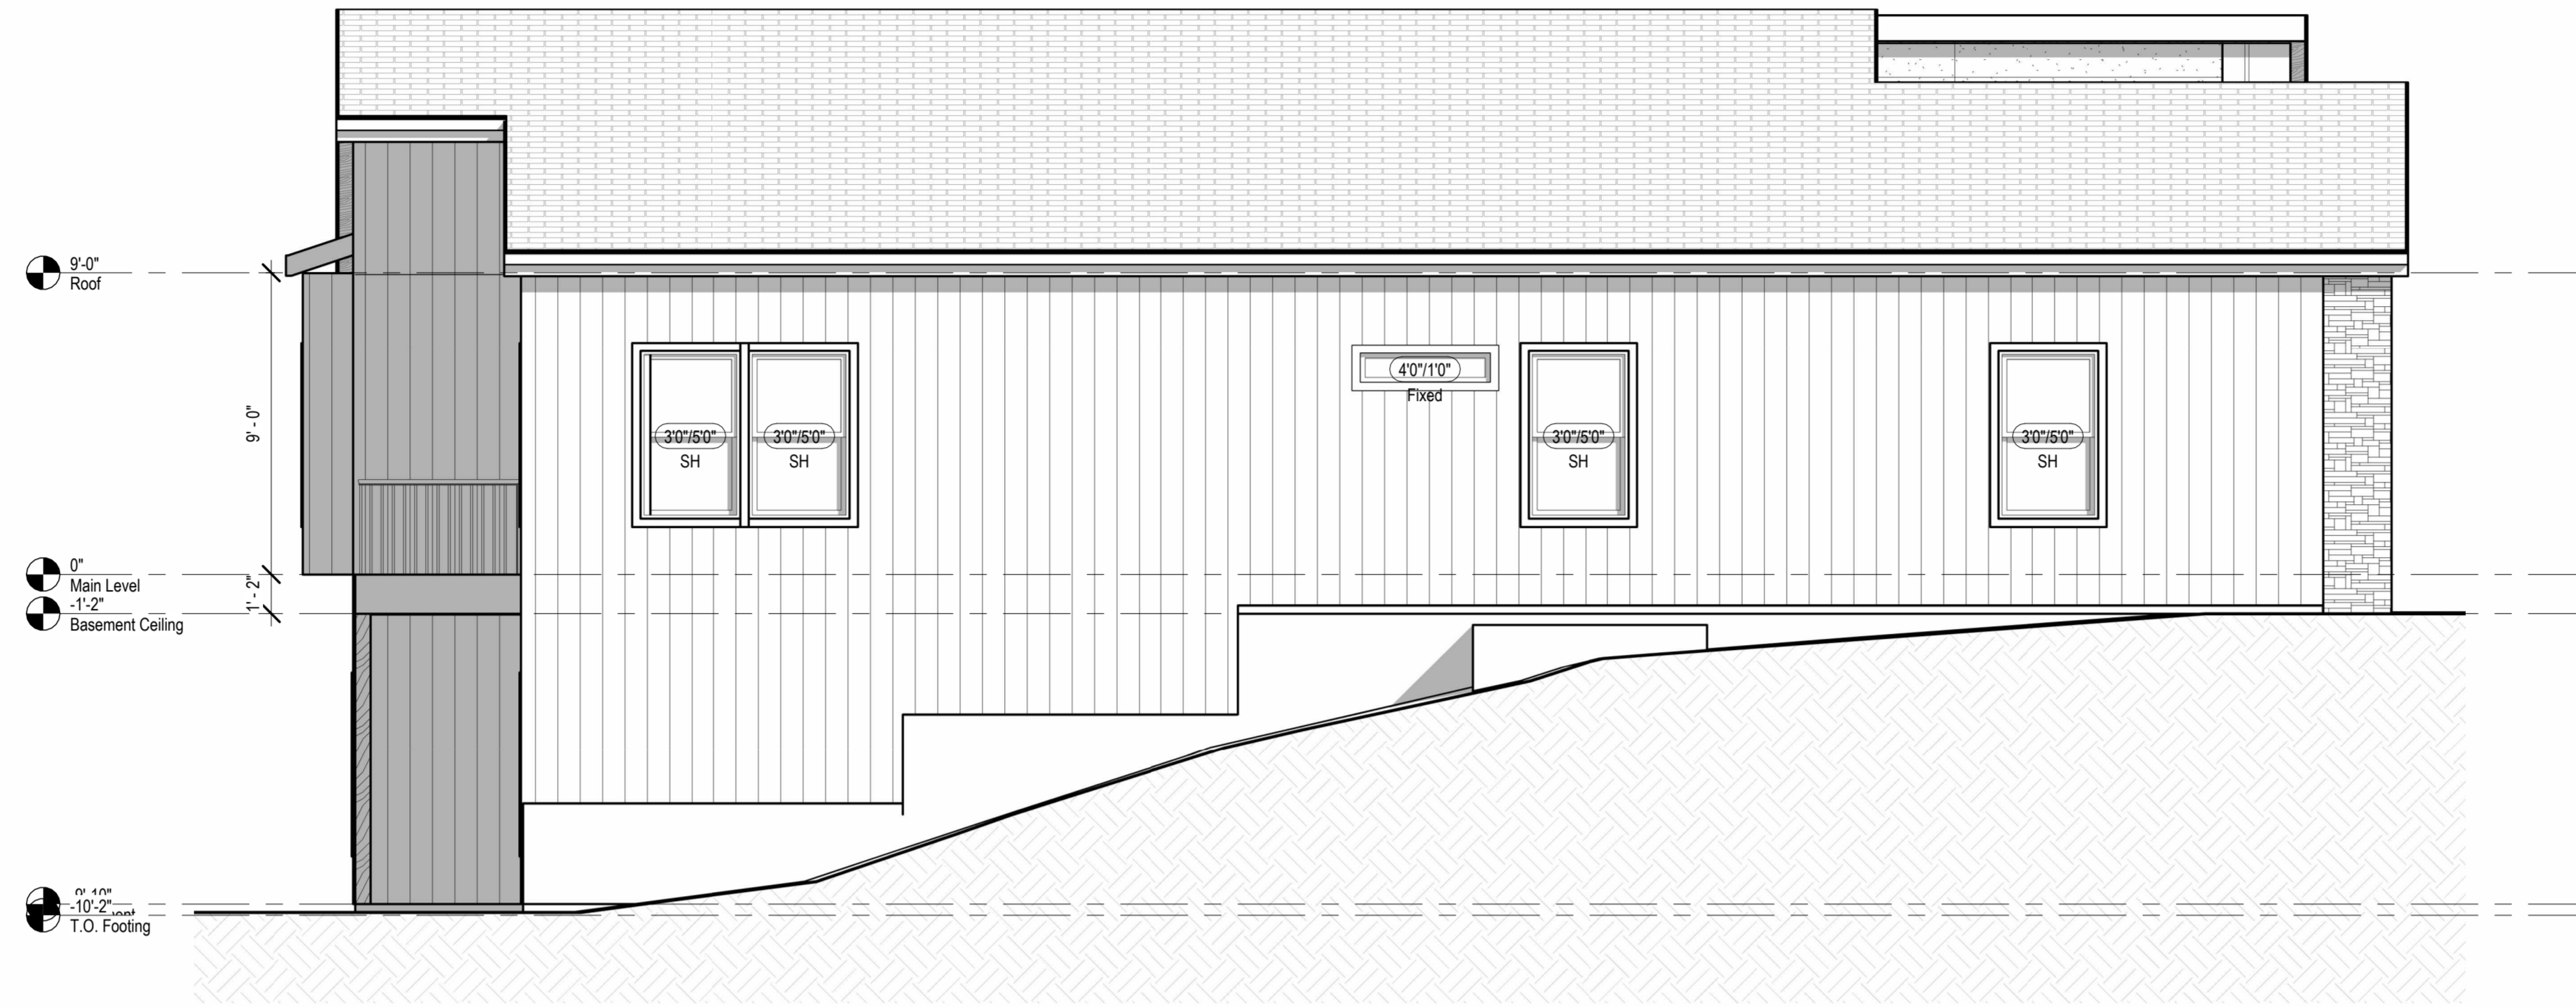 9'-0"
Roof
9' - 0"
4'0"/1'0"
Fixed
3'0"/5'0"
SH
3'0"/5'0"
SH
3'0"/5'0"
SH
3'0"/5'0"
SH
0"
Main Level
1' - 2"
-1'-2"
Basement Ceiling
-9'-10"
-10'-2"
T.O. Footing